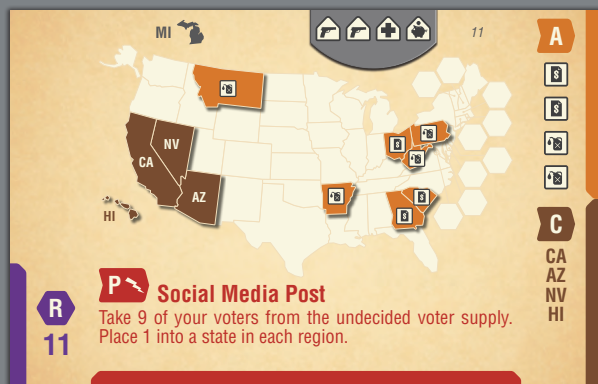 MI
11
A
NV
CA
AZ
HI
$
$
$
$
$
C
CA
AZ
NV
HI
P
Social Media Post
R
11
Take 9 of your voters from the undecided voter supply.
Place 1 into a state in each region.